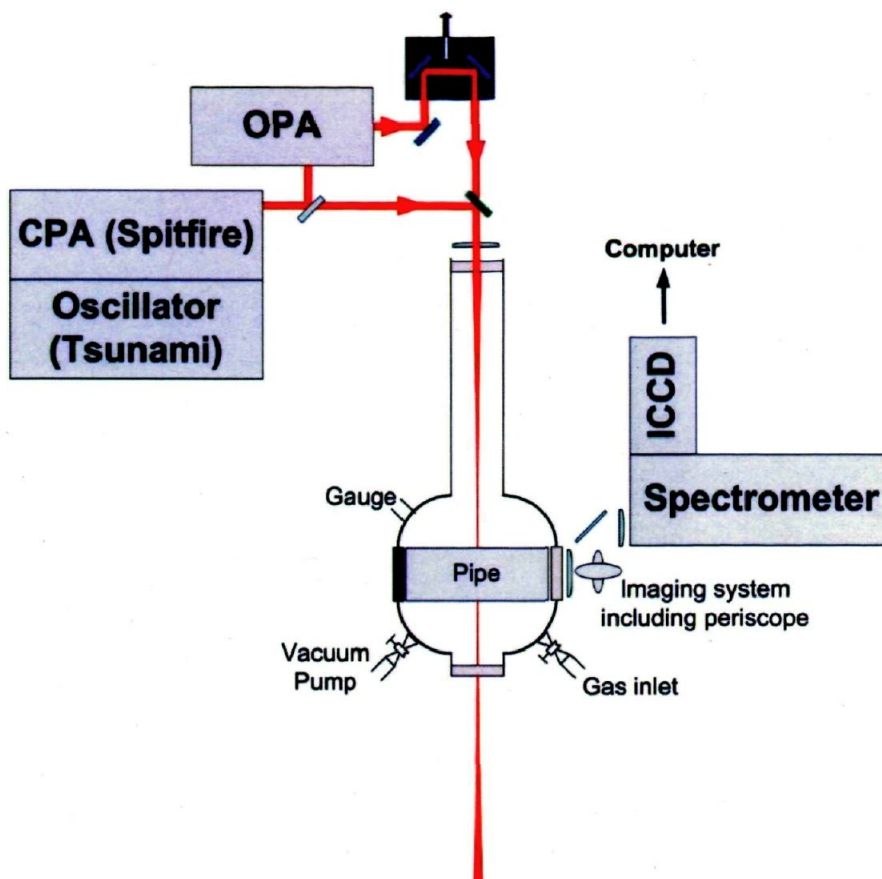 OPA
CPA (Spitfire)
Oscillator
(Tsunami)
Computer
ICCD
Spectrometer
Gauge
Pipe
Imaging system
including periscope
Vacuum
Pump
Gas inlet